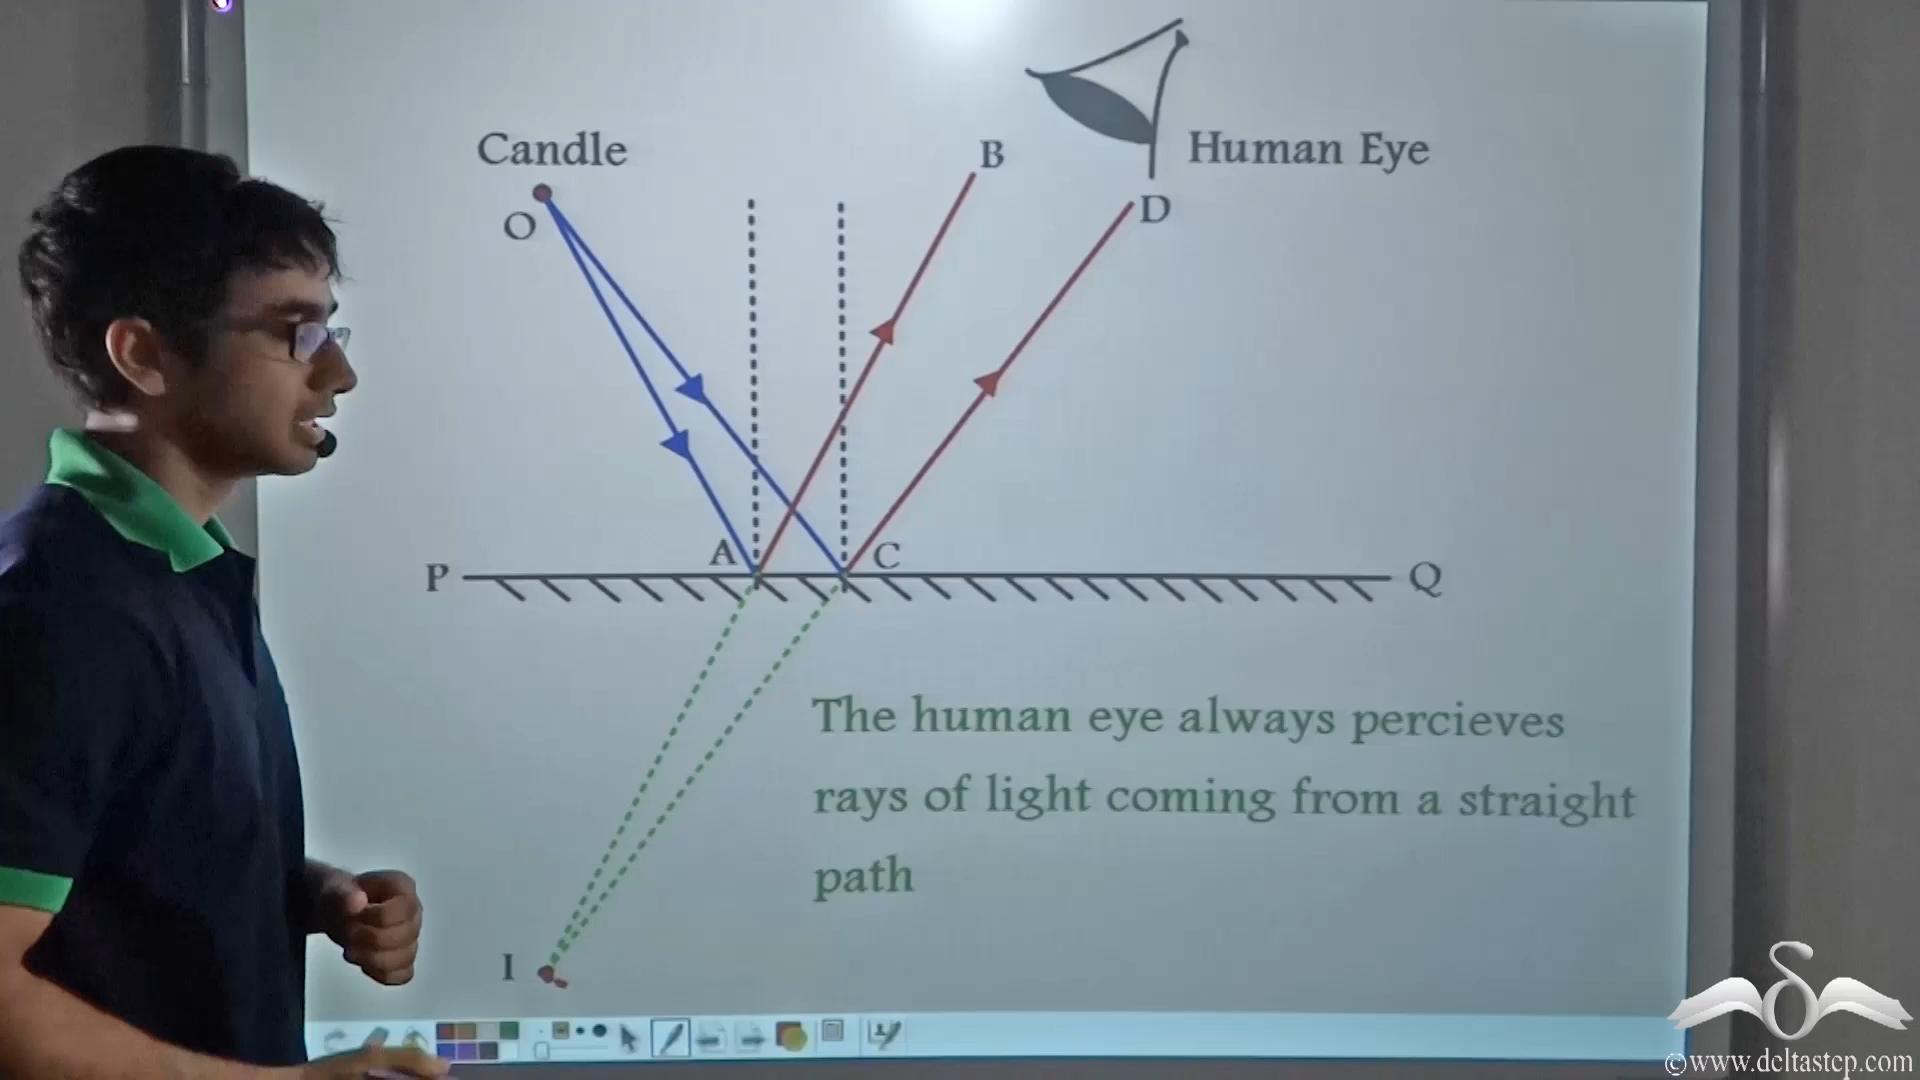 Candle
Human Eye
O
B
D
A
C
P
Q
The human eye always percieves
rays of light coming from a straight
path
I
©www.deltastep.com